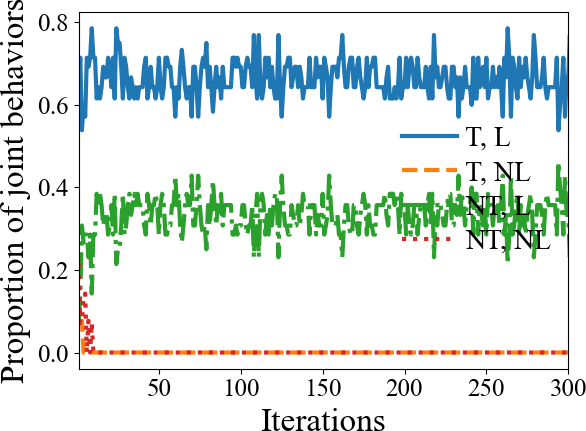 Proportion of joint behaviors
0.8
0.6
0.4
0.2
0.0
T, L
T, NL
NT, L
NT, NL
50
100
150
200
250
300
Iterations